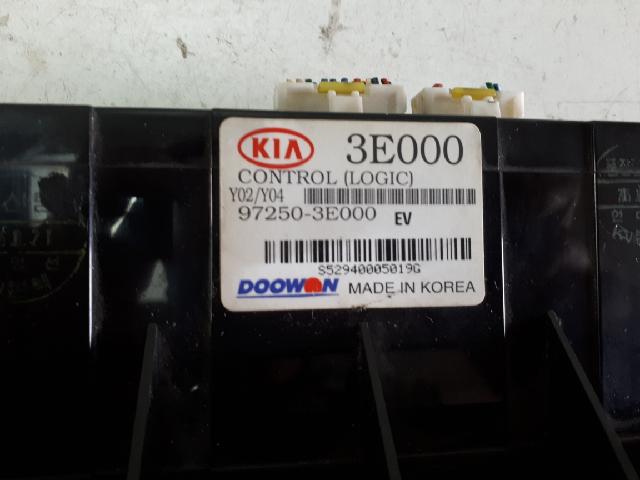 KIA 3E000
CONTROL (LOGIC)
Y02/Y04
97250-3E000 EV
S52940005019G
DOOWON MADE IN KOREA